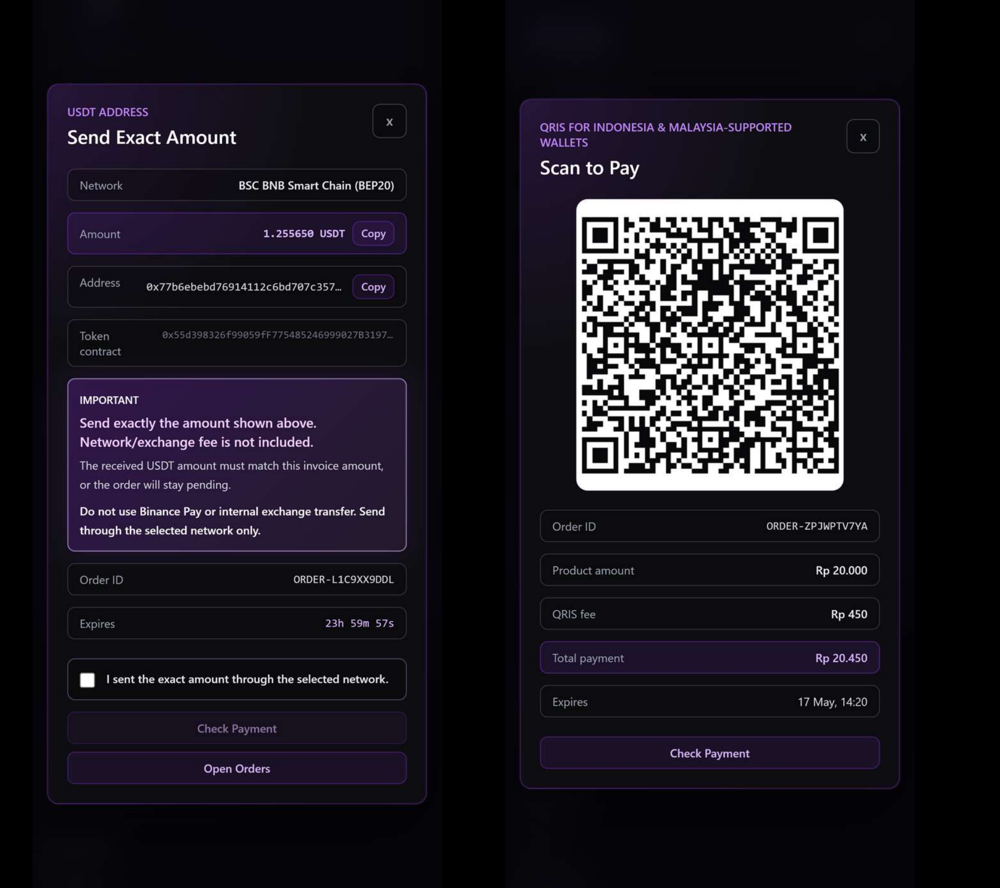 USDT ADDRESS
Send Exact Amount
x
Network
BSC BNB Smart Chain (BEP20)
Amount
1.255650 USDT
Copy
Address
0x77b6ebebd76914112c6bd707c357…
Copy
Token
contract
0x55d398326f99059fF775485246999027B3197…
IMPORTANT
Send exactly the amount shown above.
Network/exchange fee is not included.
The received USDT amount must match this invoice amount,
or the order will stay pending.
Do not use Binance Pay or internal exchange transfer. Send
through the selected network only.
Order ID
ORDER-L1C9XX9DDL
Expires
23h 59m 57s
I sent the exact amount through the selected network.
Check Payment
Open Orders
QRIS FOR INDONESIA & MALAYSIA-SUPPORTED
WALLETS
Scan to Pay
x
Order ID
ORDER-ZPJWPTV7YA
Product amount
Rp 20.000
QRIS fee
Rp 450
Total payment
Rp 20.450
Expires
17 May, 14:20
Check Payment